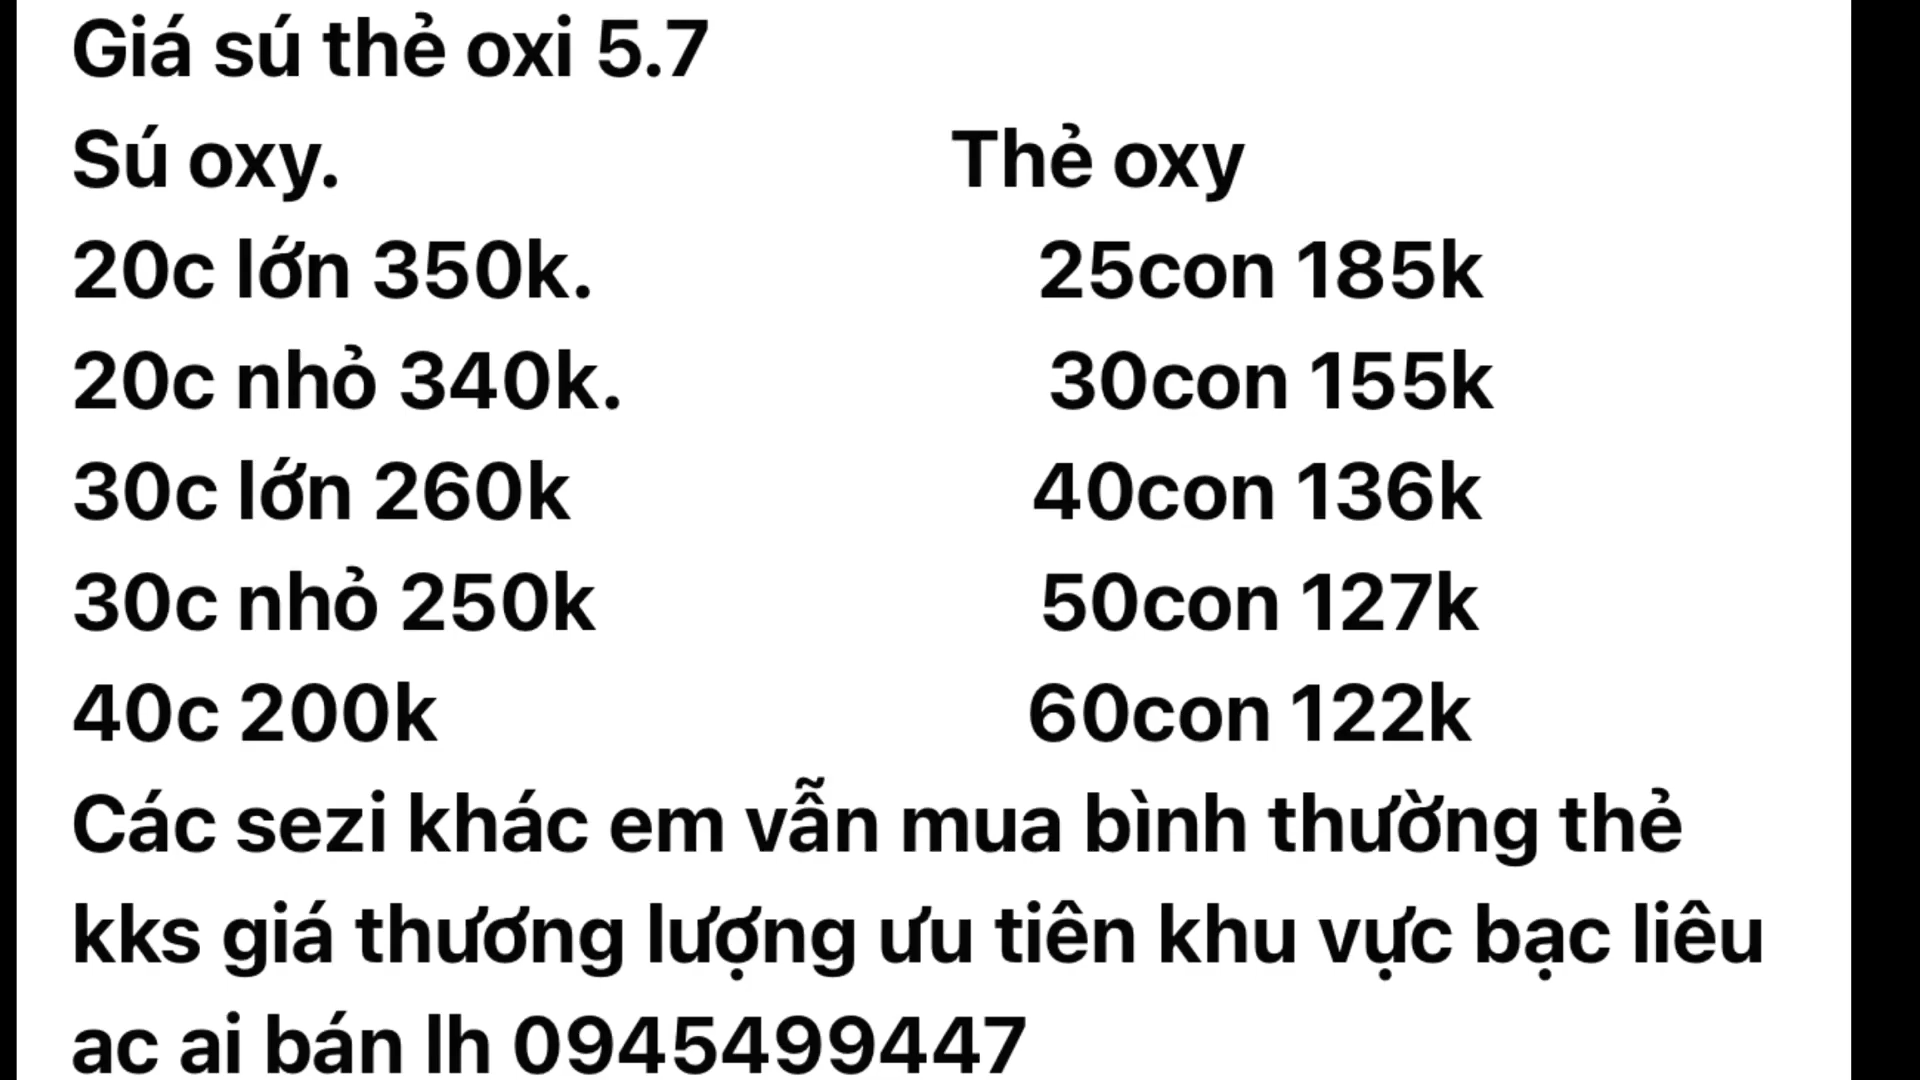 Giá sú thẻ oxi 5.7
Sú oxy. Thẻ oxy
20c lớn 350k. 25con 185k
20c nhỏ 340k. 30con 155k
30c lớn 260k 40con 136k
30c nhỏ 250k 50con 127k
40c 200k 60con 122k
Các sezi khác em vẫn mua bình thường thẻ
kks giá thương lượng ưu tiên khu vực bạc liêu
ac ai bán lh 0945499447